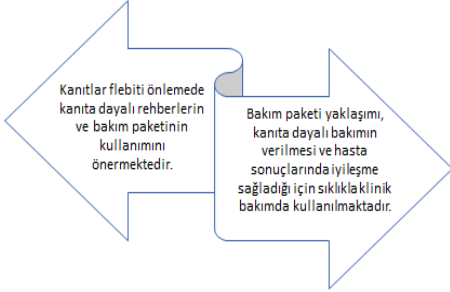 Kanıtlar flebiti önlemede
kanıta dayalı rehberlerin
ve bakım paketinin
kullanımını
önermektedir.
Bakım paketi yaklaşımı,
kanıta dayalı bakımın
verilmesi ve hasta
sonuçlarında iyileşme
sağladığı için sıklıkla klinik
bakımda kullanılmaktadır.